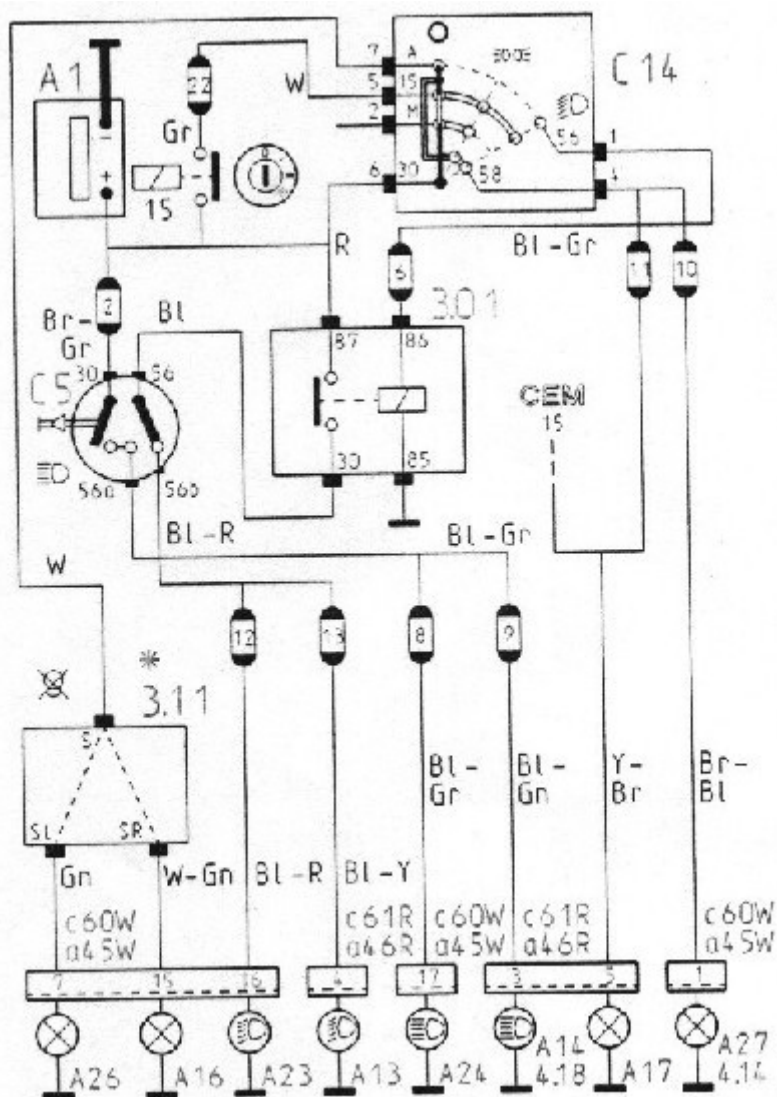 A1
22
7 A
5 15
2 M
6 30
W
Gr
15
C14
56
58
1
4
R
6
Bl-Gr
11
10
2
Br-
Gr
Bl
3.01
87
86
30
85
C5
30
56
56a
56b
CEM
15
Bl-R
Bl-Gr
W
12
13
8
9
*
3.11
S
SL
SR
Bl-
Gr
Bl-
Gn
Y-
Br
Br-
Bl
Gn
W-Gn
Bl-R
Bl-Y
c60W
a45W
c61R
a46R
c60W
a45W
c61R
a46R
c60W
a45W
7
15
16
4
17
3
5
1
A26
A16
A23
A13
A24
A14
4.18
A17
A27
4.14